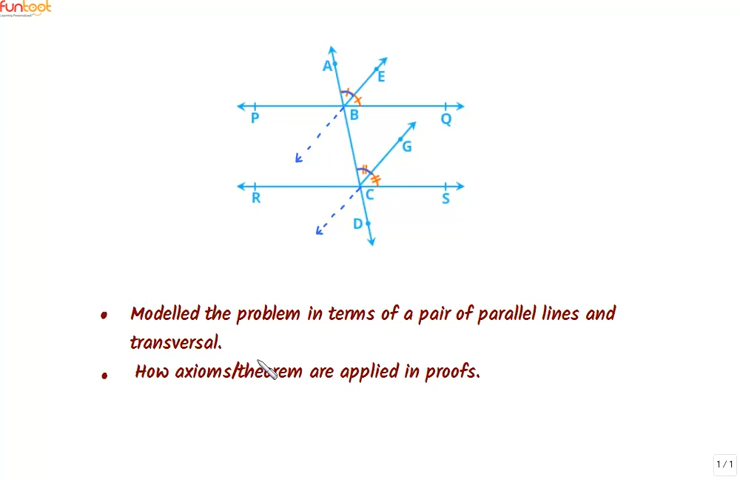 funtoot
A
E
P
B
Q
G
R
C
S
D
• Modelled the problem in terms of a pair of parallel lines and
transversal.
• How axioms/theorem are applied in proofs.
1 / 1